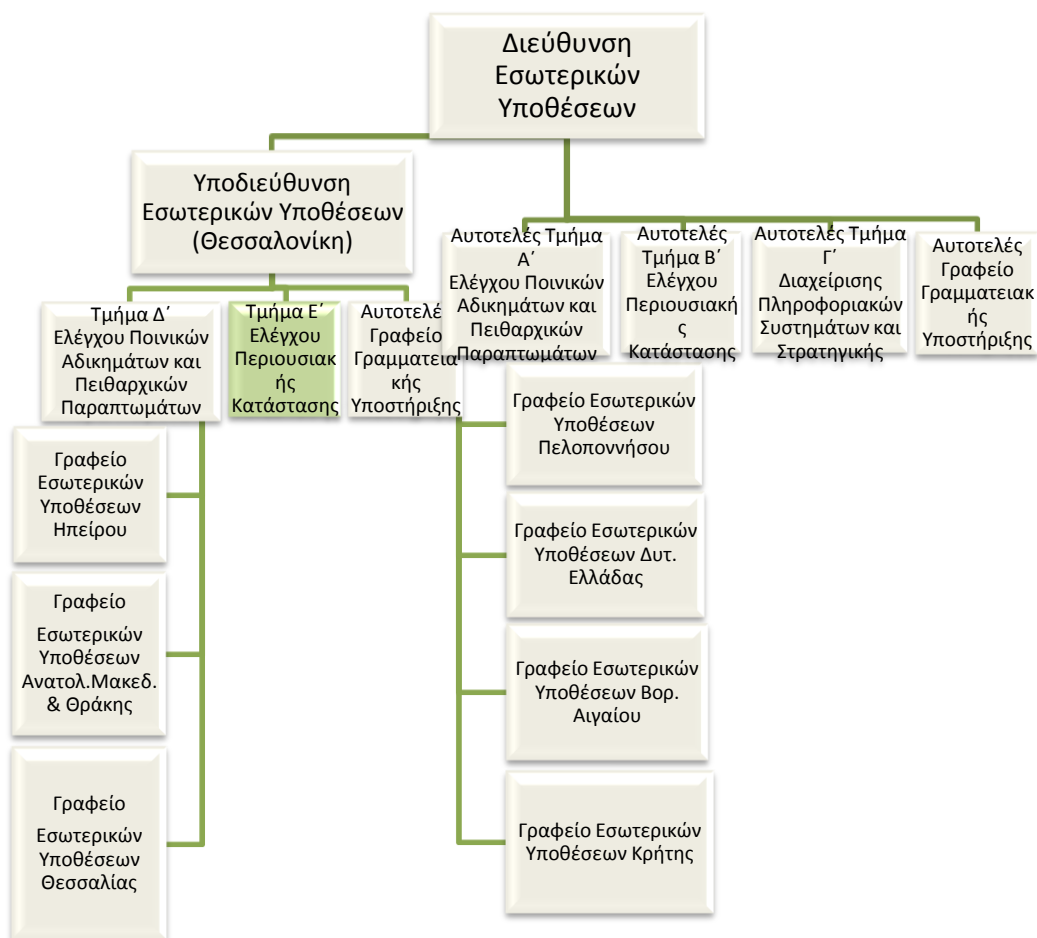 Διεύθυνση
Εσωτερικών
Υποθέσεων
Υποδιεύθυνση
Εσωτερικών Υποθέσεων
(Θεσσαλονίκη)
Αυτοτελές Τμήμα
Α΄
Ελέγχου Ποινικών
Αδικημάτων και
Πειθαρχικών
Παραπτωμάτων
Αυτοτελές
Τμήμα Β΄
Ελέγχου
Περιουσιακή
ς
Κατάστασης
Αυτοτελές Τμήμα
Γ΄
Διαχείρισης
Πληροφοριακών
Συστημάτων και
Στρατηγικής
Αυτοτελές
Γραφείο
Γραμματειακ
ής
Υποστήριξης
Τμήμα Δ΄
Ελέγχου Ποινικών
Αδικημάτων και
Πειθαρχικών
Παραπτωμάτων
Τμήμα Ε΄
Ελέγχου
Περιουσιακ
ής
Κατάστασης
Αυτοτελές
Γραφείο
Γραμματεια
κής
Υποστήριξης
Γραφείο
Εσωτερικών
Υποθέσεων
Ηπείρου
Γραφείο
Εσωτερικών
Υποθέσεων
Ανατολ.Μακεδ.
& Θράκης
Γραφείο
Εσωτερικών
Υποθέσεων
Θεσσαλίας
Γραφείο Εσωτερικών
Υποθέσεων
Πελοποννήσου
Γραφείο Εσωτερικών
Υποθέσεων Δυτ.
Ελλάδας
Γραφείο Εσωτερικών
Υποθέσεων Βορ.
Αιγαίου
Γραφείο Εσωτερικών
Υποθέσεων Κρήτης